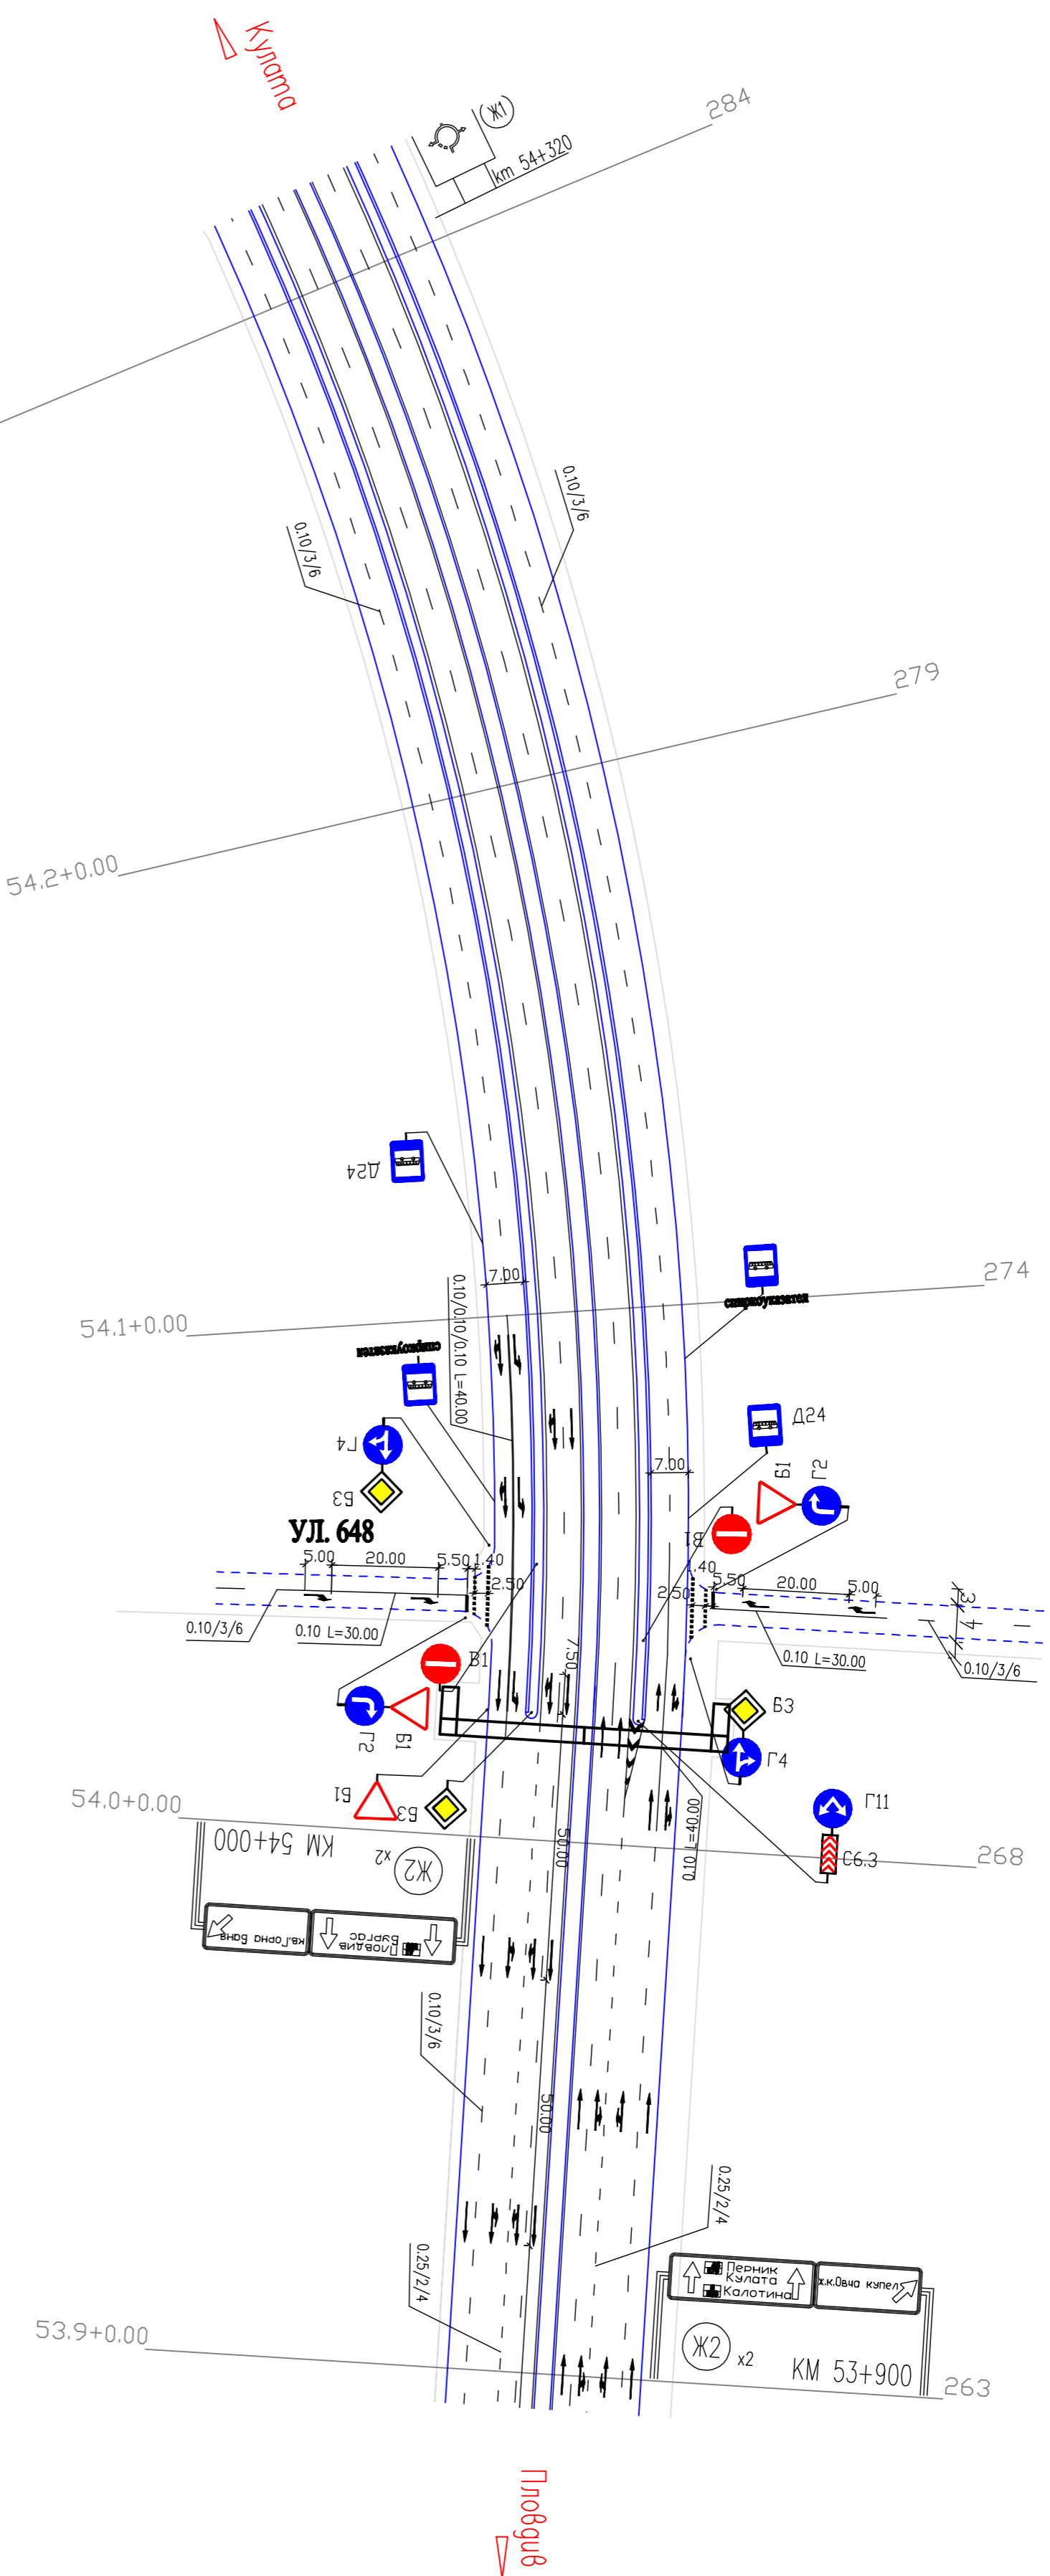 Кулата
Ж1
km 54+320
284
0.10/3/6
0.10/3/6
279
54.2+0.00
Д24
7.00
0.10/0.10/0.10 L=40.00
спиркоуказател
274
54.1+0.00
спиркоуказател
Д24
Г4
Б3
7.00
Б1
Г2
В1
УЛ. 648
5.00
20.00
5.50
1.40
2.50
1.40
5.50
20.00
5.00
2.50
3
4
0.10/3/6
0.10 L=30.00
0.10 L=30.00
0.10/3/6
В1
7.50
Б3
Г2
Б1
Г4
Б1
Б3
Г11
С6.3
54.0+0.00
КМ 54+000
Ж2
x2
50.00
0.10 L=40.00
268
кв.Горна Баня
Пловдив
Бургас
0.10/3/6
50.00
0.25/2/4
0.25/2/4
Перник
Кулата
Калотина
ж.к.Овча купел
53.9+0.00
Ж2
x2
КМ 53+900
263
Пловдив